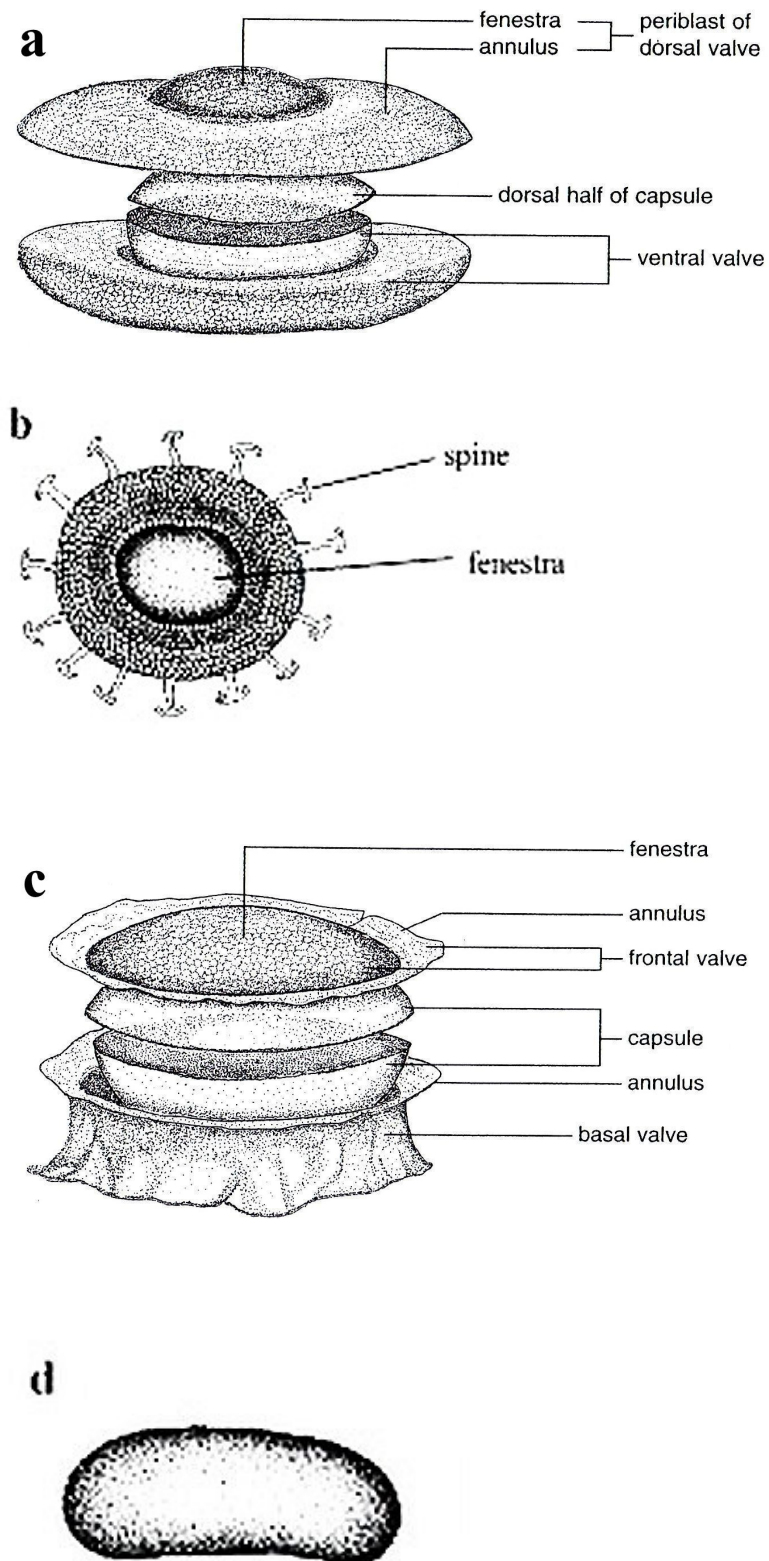 a
fenestra
annulus
periblast of
dorsal valve
dorsal half of capsule
ventral valve
b
spine
fenestra
c
fenestra
annulus
frontal valve
capsule
annulus
basal valve
d